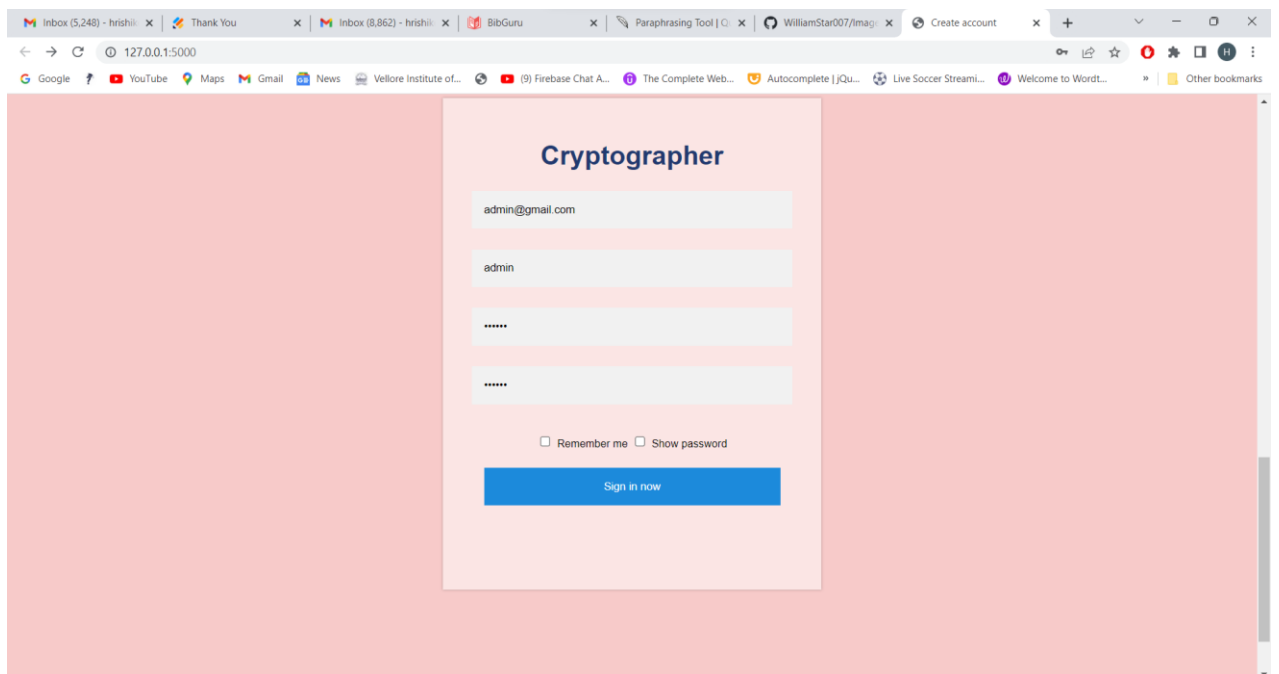 Inbox (5,248) - hrishik Thank You Inbox (8,862) - hrishik BibGuru Paraphrasing Tool | Q WilliamStar007/Imag Create account
127.0.0.1:5000
Google YouTube Maps Gmail News Vellore Institute of... (9) Firebase Chat A... The Complete Web... Autocomplete | jQu... Live Soccer Streami... Welcome to Wordt... » Other bookmarks
Cryptographer
admin@gmail.com
admin
••••••
••••••
Remember me Show password
Sign in now